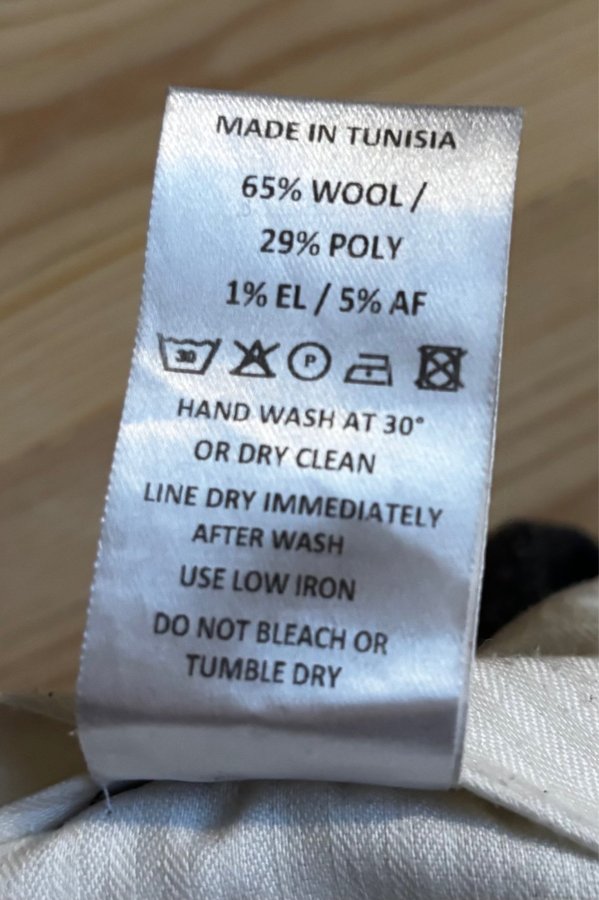 MADE IN TUNISIA
65% WOOL /
29% POLY
1% EL / 5% AF
30 P
HAND WASH AT 30°
OR DRY CLEAN
LINE DRY IMMEDIATELY
AFTER WASH
USE LOW IRON
DO NOT BLEACH OR
TUMBLE DRY